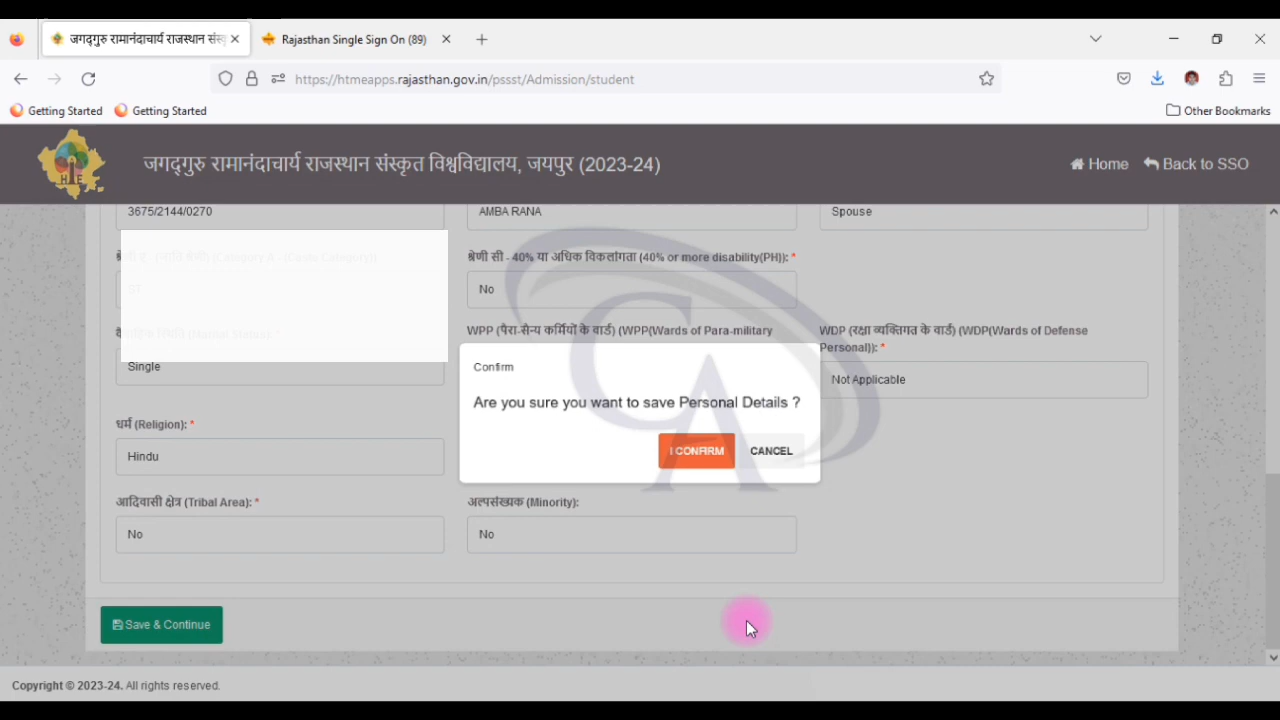 जगद्गुरु रामानंदाचार्य राजस्थान संस्
Rajasthan Single Sign On (89)
https://htmeapps.rajasthan.gov.in/pssst/Admission/student
Getting Started
Getting Started
Other Bookmarks
HTE
जगद्गुरु रामानंदाचार्य राजस्थान संस्कृत विश्वविद्यालय, जयपुर (2023-24)
Home
Back to SSO
3675/2144/0270
AMBA RANA
Spouse
श्रेणी सी - 40% या अधिक विकलांगता (40% or more disability(PH)): *
No
WPP (पैरा-सैन्य कर्मियों के वार्ड) (WPP(Wards of Para-military
WDP (रक्षा व्यक्तिगत के वार्ड) (WDP(Wards of Defense
Personal)): *
Single
Not Applicable
Confirm
Are you sure you want to save Personal Details ?
I CONFIRM
CANCEL
CA
धर्म (Religion): *
Hindu
आदिवासी क्षेत्र (Tribal Area): *
अल्पसंख्यक (Minority):
No
No
Save & Continue
Copyright © 2023-24. All rights reserved.